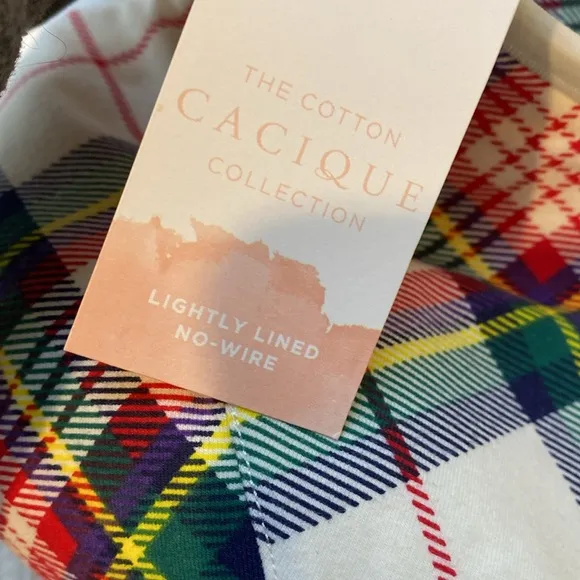 THE COTTON
CACIQUE
COLLECTION
LIGHTLY LINED
NO-WIRE